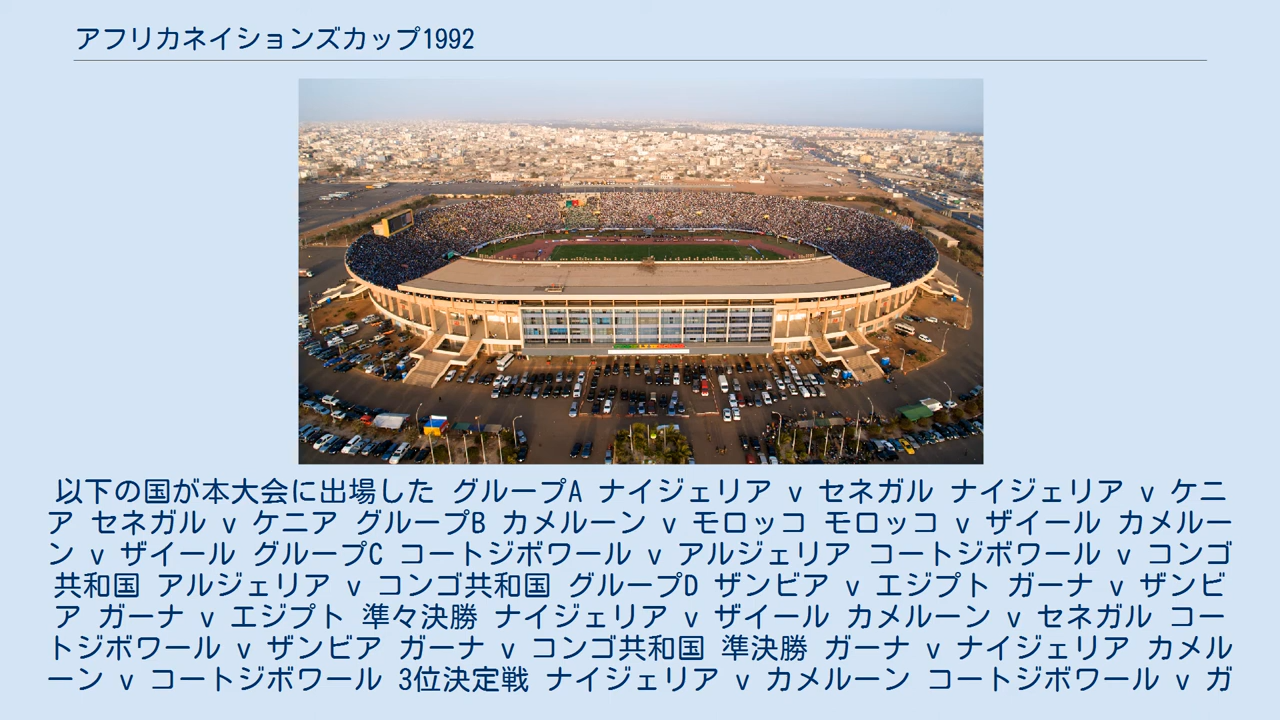 アフリカネイションズカップ1992
以下の国が本大会に出場した グループA ナイジェリア v セネガル ナイジェリア v ケニ
ア セネガル v ケニア グループB カメルーン v モロッコ モロッコ v ザイール カメルー
ン v ザイール グループC コートジボワール v アルジェリア コートジボワール v コンゴ
共和国 アルジェリア v コンゴ共和国 グループD ザンビア v エジプト ガーナ v ザンビ
ア ガーナ v エジプト 準々決勝 ナイジェリア v ザイール カメルーン v セネガル コー
トジボワール v ザンビア ガーナ v コンゴ共和国 準決勝 ガーナ v ナイジェリア カメル
ーン v コートジボワール 3位決定戦 ナイジェリア v カメルーン コートジボワール v ガ